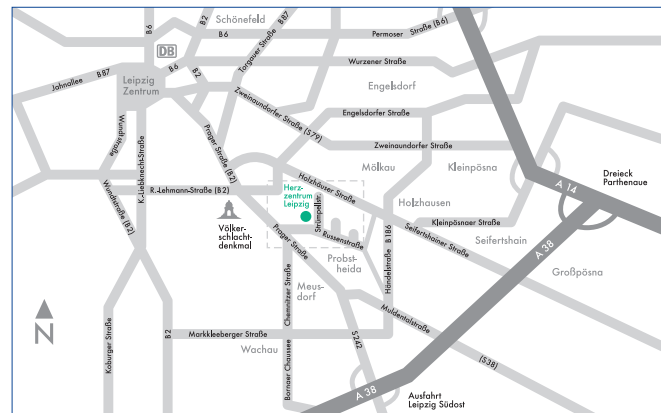 B6
B2
Schönefeld
B6
Permoser Straße (B6)
DB
Torgauer Straße
B87
Wurzener Straße
Jahnallee B87
B6
B2
Leipzig
Zentrum
Engelsdorf
Zweinaundorfer Straße (S79)
Engelsdorfer Straße
Wundtstraße
K.-Liebknecht-Straße
Prager Straße (B2)
Zweinaundorfer Straße
Mölkau
Kleinpösna
Dreieck
Parthenaue
A 14
Wundtstraße (B2)
R.-Lehmann-Straße (B2)
Herz-
zentrum
Leipzig
Strümpellstr.
Holzhäuser Straße
Holzhausen
Kleinpösnaer Straße
Völker-
schlacht-
denkmal
Prager Straße
Russenstraße
B186
Seifertshainer Straße
Seifertshain
A 38
Großpösna
Probst-
heida
Händelstraße
Meus-
dorf
Chemnitzer Straße
N
Koburger Straße
B2
Markkleeberger Straße
Muldentalstraße
Wachau
S242
(S38)
Bornaer Chaussee
A 38
Ausfahrt
Leipzig Südost